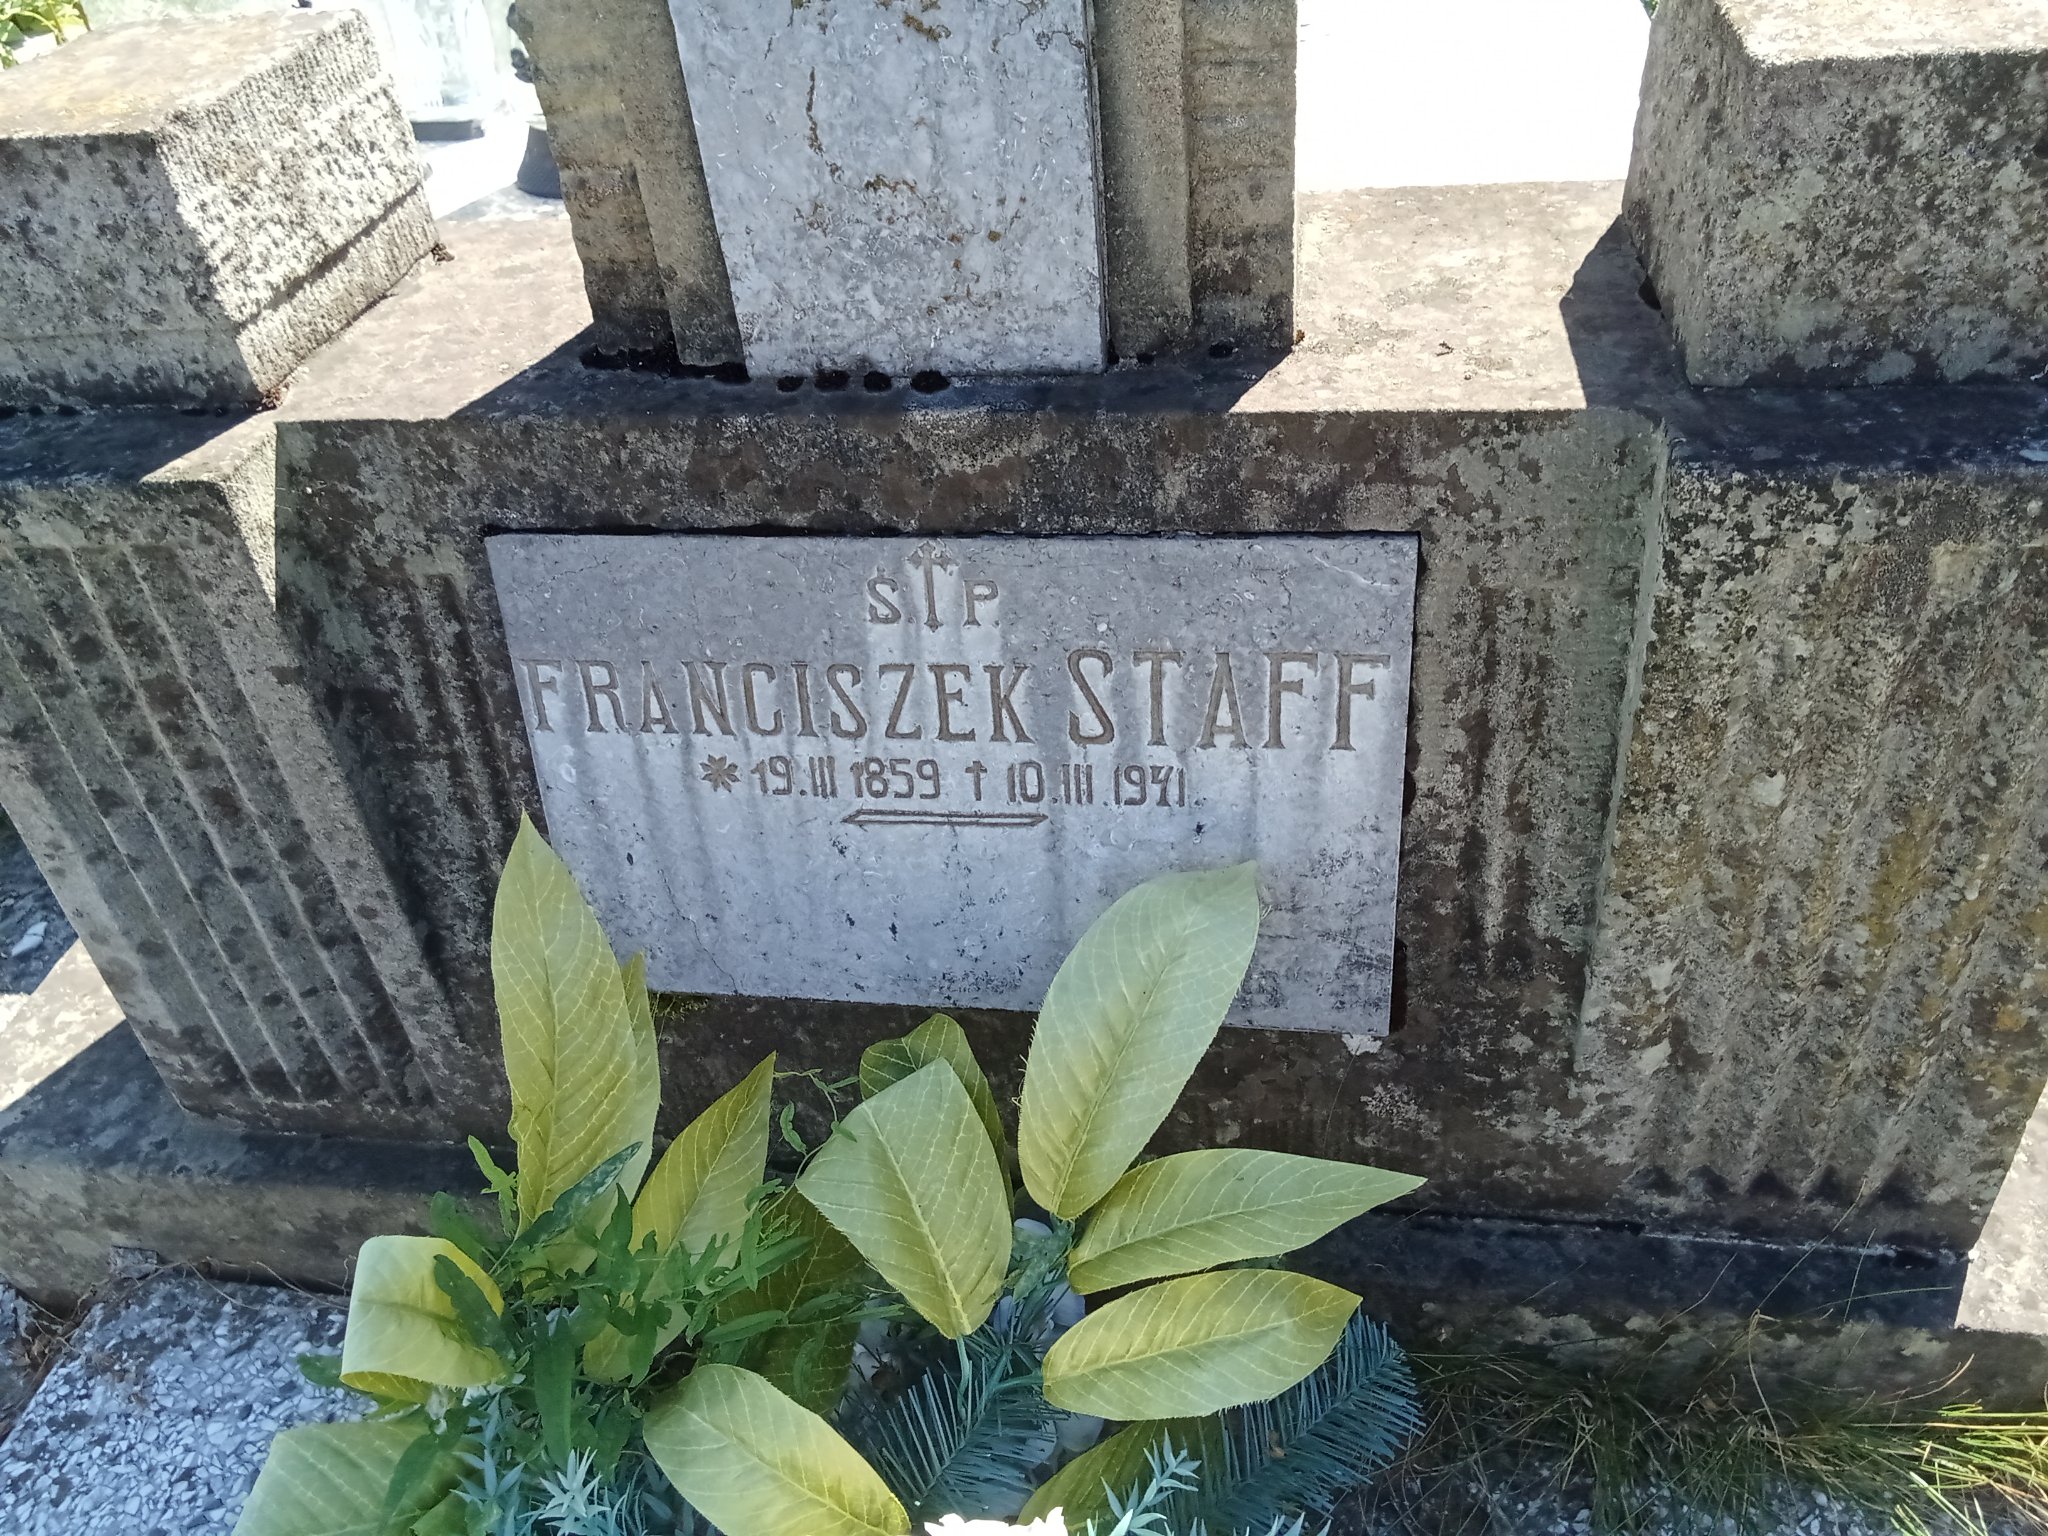 Ś. † P.
FRANCISZEK STAFF
* 19.III 1859 † 10.III.1941.